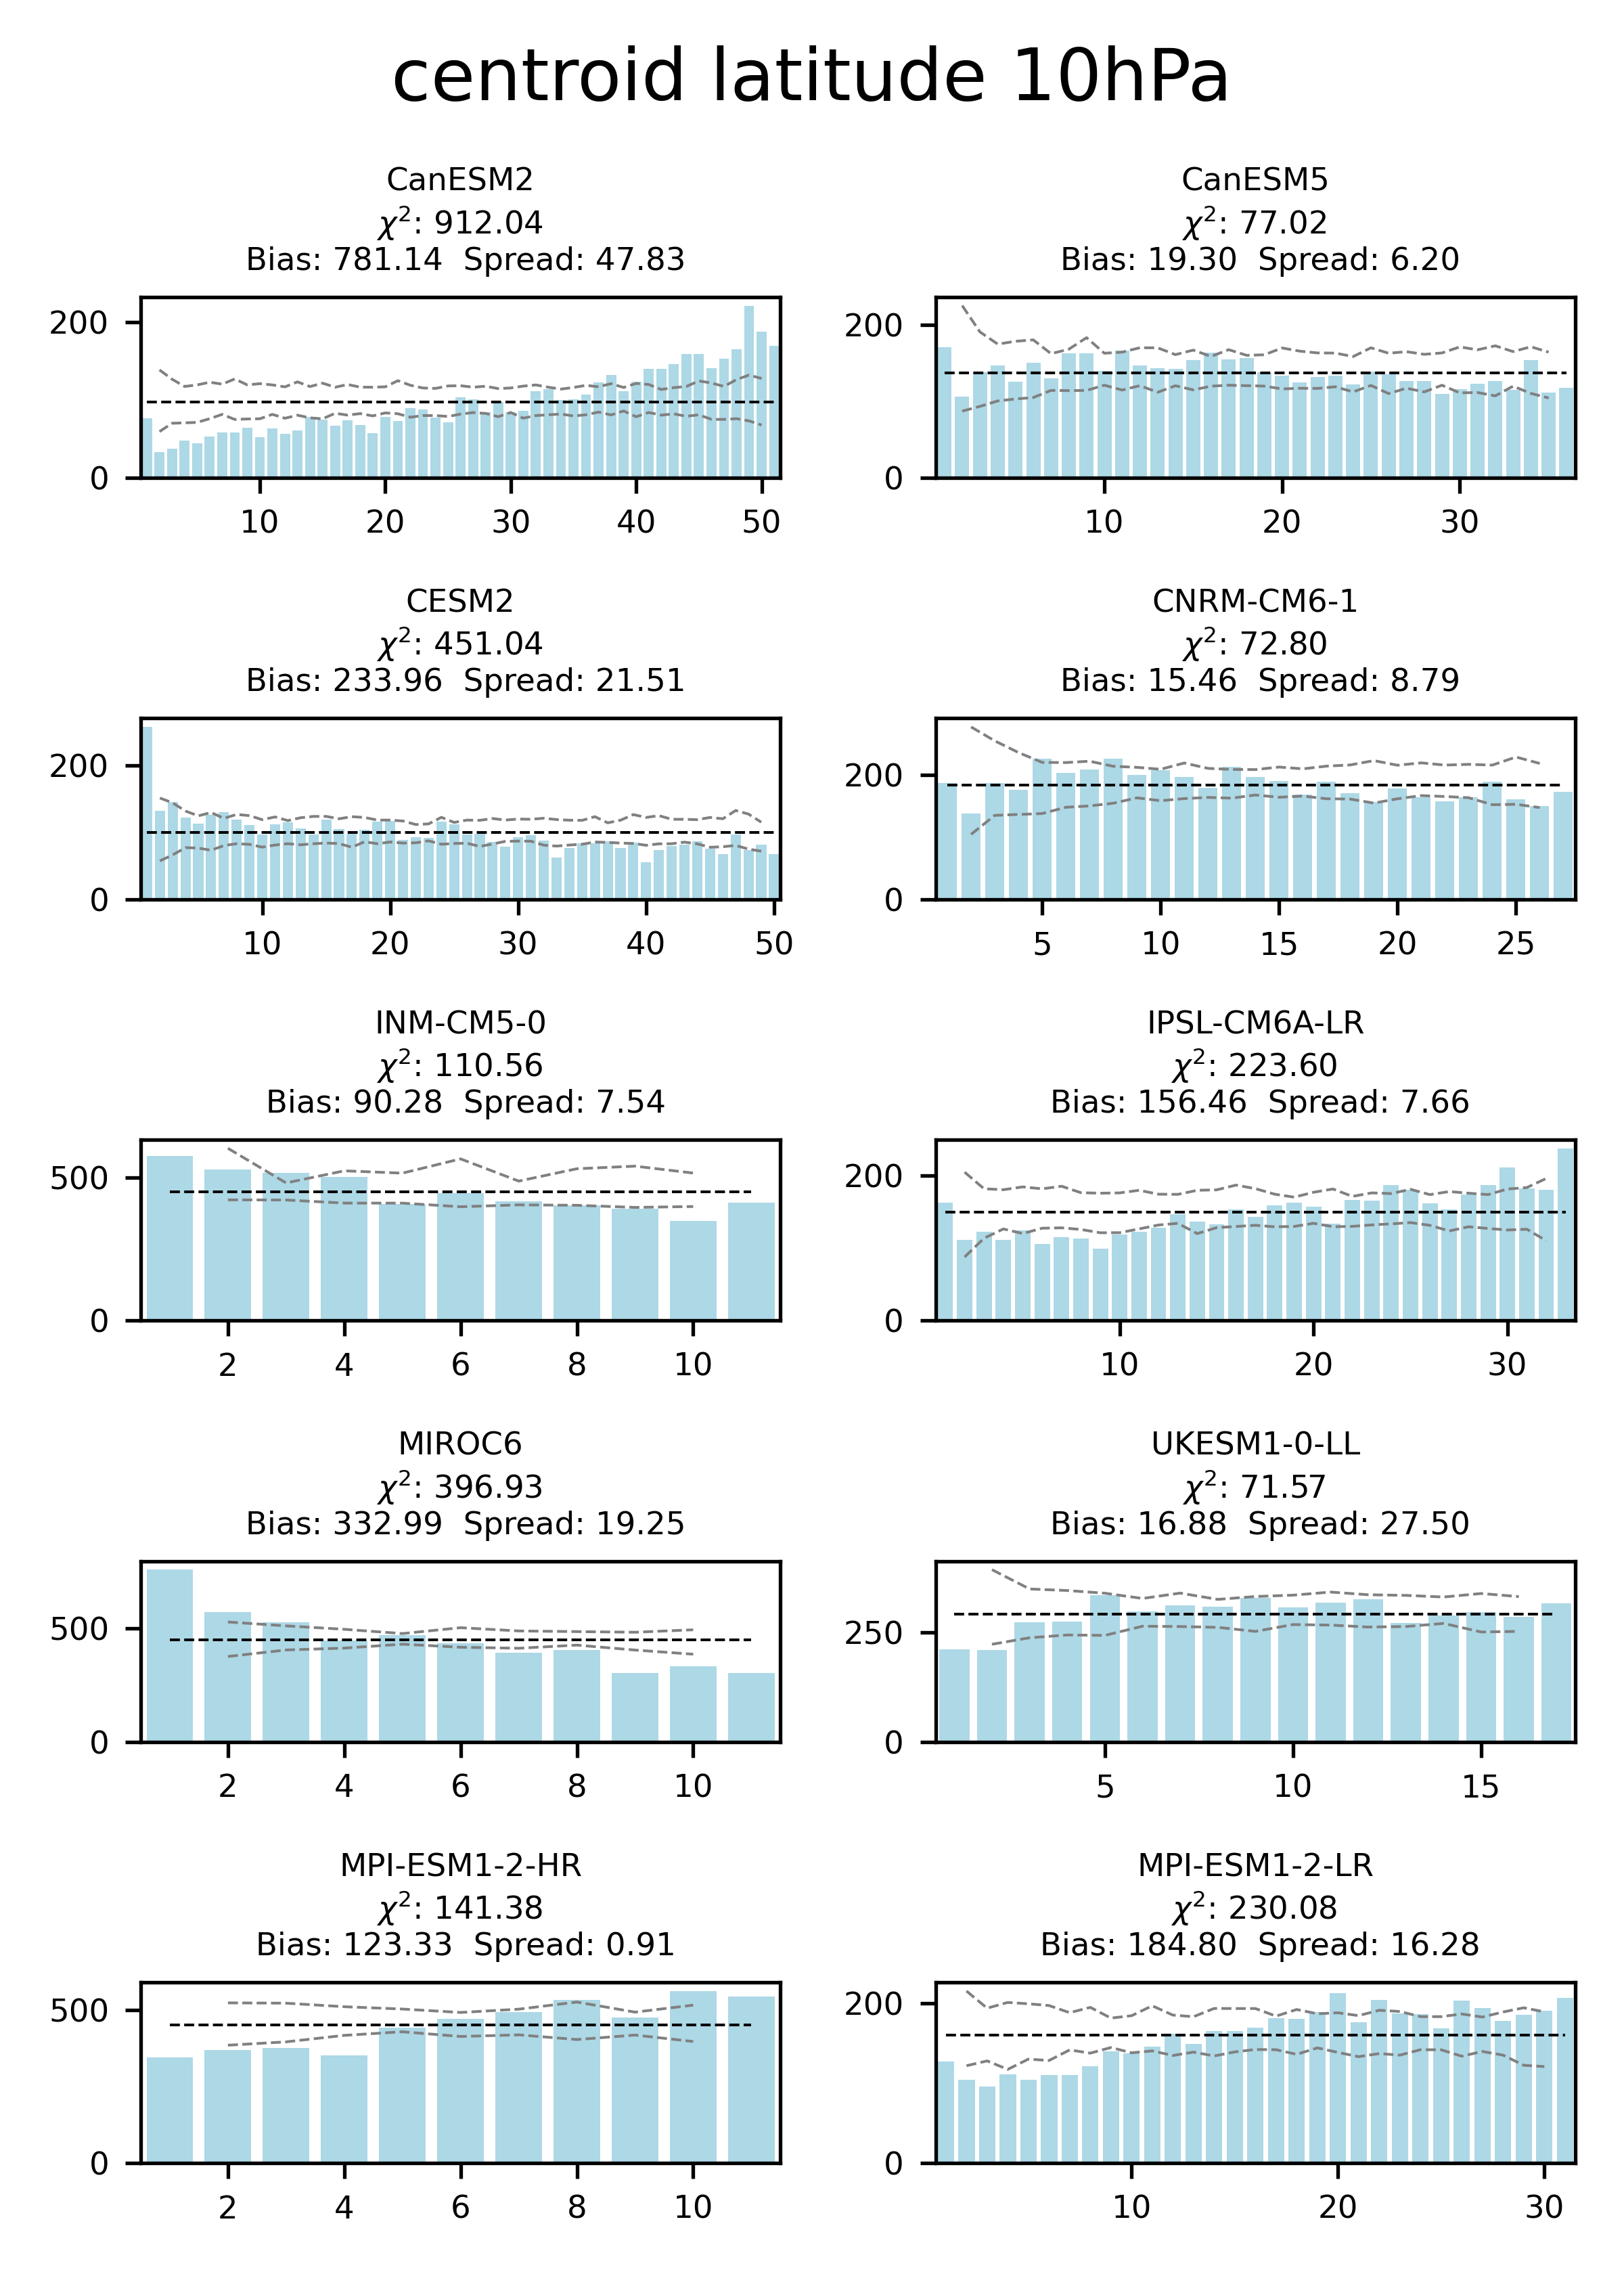 centroid latitude 10hPa
CanESM2
χ²: 912.04
Bias: 781.14  Spread: 47.83
200
0
10 20 30 40 50
CanESM5
χ²: 77.02
Bias: 19.30  Spread: 6.20
200
0
10 20 30
CESM2
χ²: 451.04
Bias: 233.96  Spread: 21.51
200
0
10 20 30 40 50
CNRM-CM6-1
χ²: 72.80
Bias: 15.46  Spread: 8.79
200
0
5 10 15 20 25
INM-CM5-0
χ²: 110.56
Bias: 90.28  Spread: 7.54
500
0
2 4 6 8 10
IPSL-CM6A-LR
χ²: 223.60
Bias: 156.46  Spread: 7.66
200
0
10 20 30
MIROC6
χ²: 396.93
Bias: 332.99  Spread: 19.25
500
0
2 4 6 8 10
UKESM1-0-LL
χ²: 71.57
Bias: 16.88  Spread: 27.50
250
0
5 10 15
MPI-ESM1-2-HR
χ²: 141.38
Bias: 123.33  Spread: 0.91
500
0
2 4 6 8 10
MPI-ESM1-2-LR
χ²: 230.08
Bias: 184.80  Spread: 16.28
200
0
10 20 30